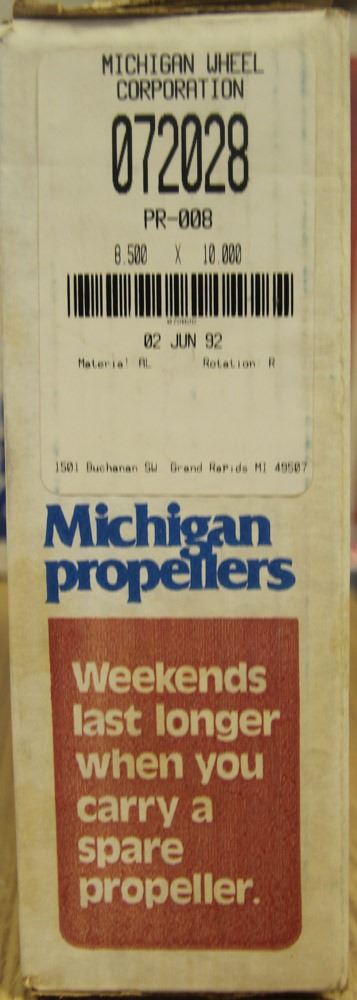 MICHIGAN WHEEL
CORPORATION
072028
PR-008
8.500 X 10.000
072028
02 JUN 92
Material AL Rotation R
1501 Buchanan SW Grand Rapids MI 49507
Michigan
propellers
Weekends
last longer
when you
carry a
spare
propeller.